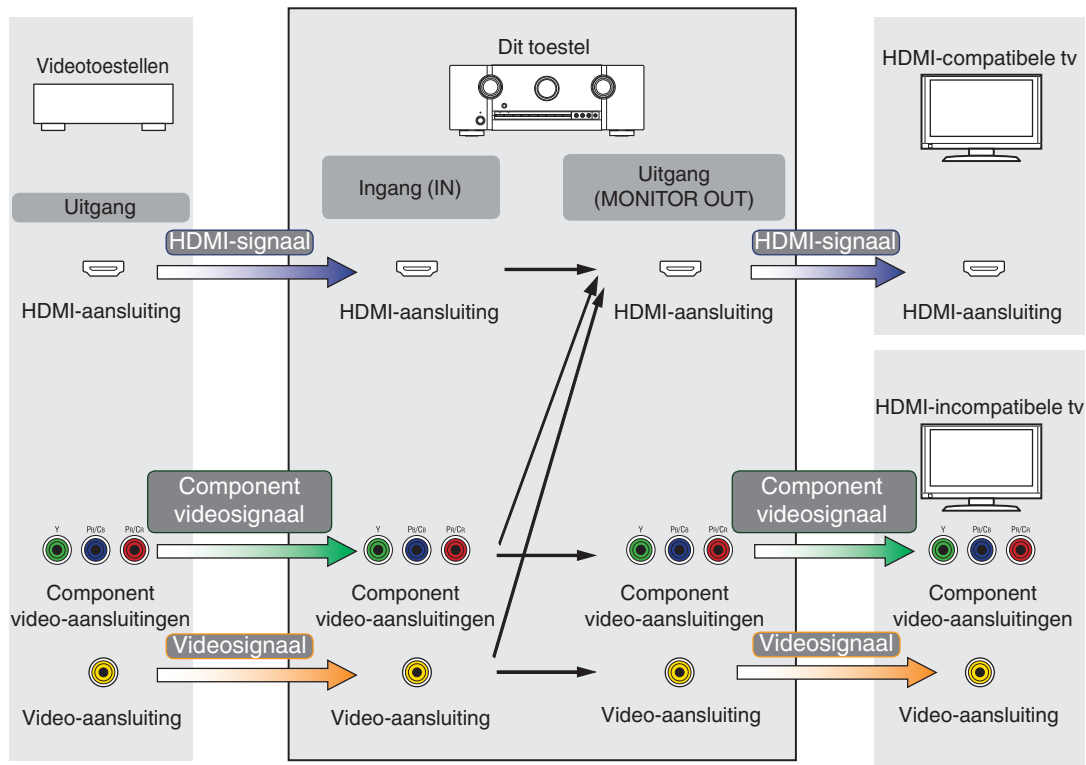 Videotoestellen
Dit toestel
HDMI-compatibele tv
Uitgang
Ingang (IN)
Uitgang
(MONITOR OUT)
HDMI-signaal
HDMI-signaal
HDMI-aansluiting
HDMI-aansluiting
HDMI-aansluiting
HDMI-aansluiting
HDMI-incompatibele tv
Component
videosignaal
Component
videosignaal
Y PB/CB PR/CR
Y PB/CB PR/CR
Y PB/CB PR/CR
Y PB/CB PR/CR
Component
video-aansluitingen
Component
video-aansluitingen
Component
video-aansluitingen
Component
video-aansluitingen
Videosignaal
Videosignaal
Video-aansluiting
Video-aansluiting
Video-aansluiting
Video-aansluiting